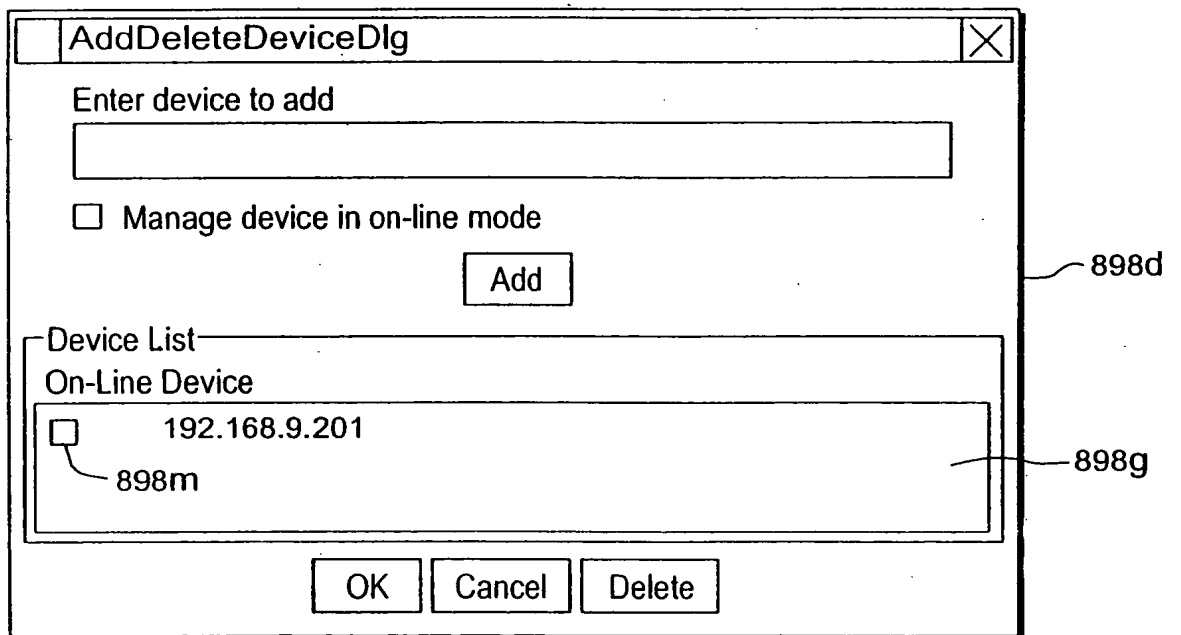 AddDeleteDeviceDlg
Enter device to add
Manage device in on-line mode
Add
898d
Device List
On-Line Device
192.168.9.201
898m
898g
OK Cancel Delete